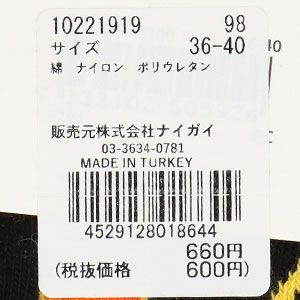 10221919 98
サイズ 36-40
綿 ナイロン ポリウレタン
販売元株式会社ナイガイ
03-3634-0781
MADE IN TURKEY
4529128018644
660円
(税抜価格 600円)
40